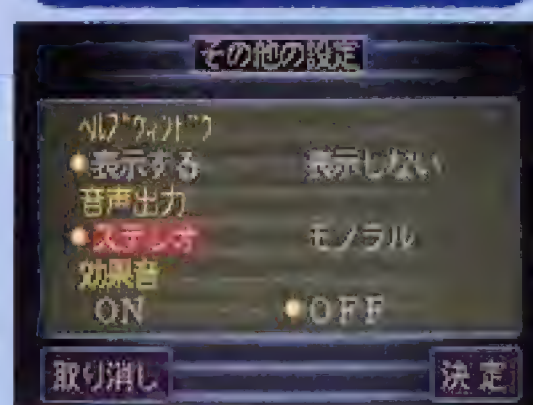 その他の設定
ヘルプウィンドウ
表示する 表示しない
音声出力
ステレオ モノラル
効果音
ON OFF
取り消し 決定